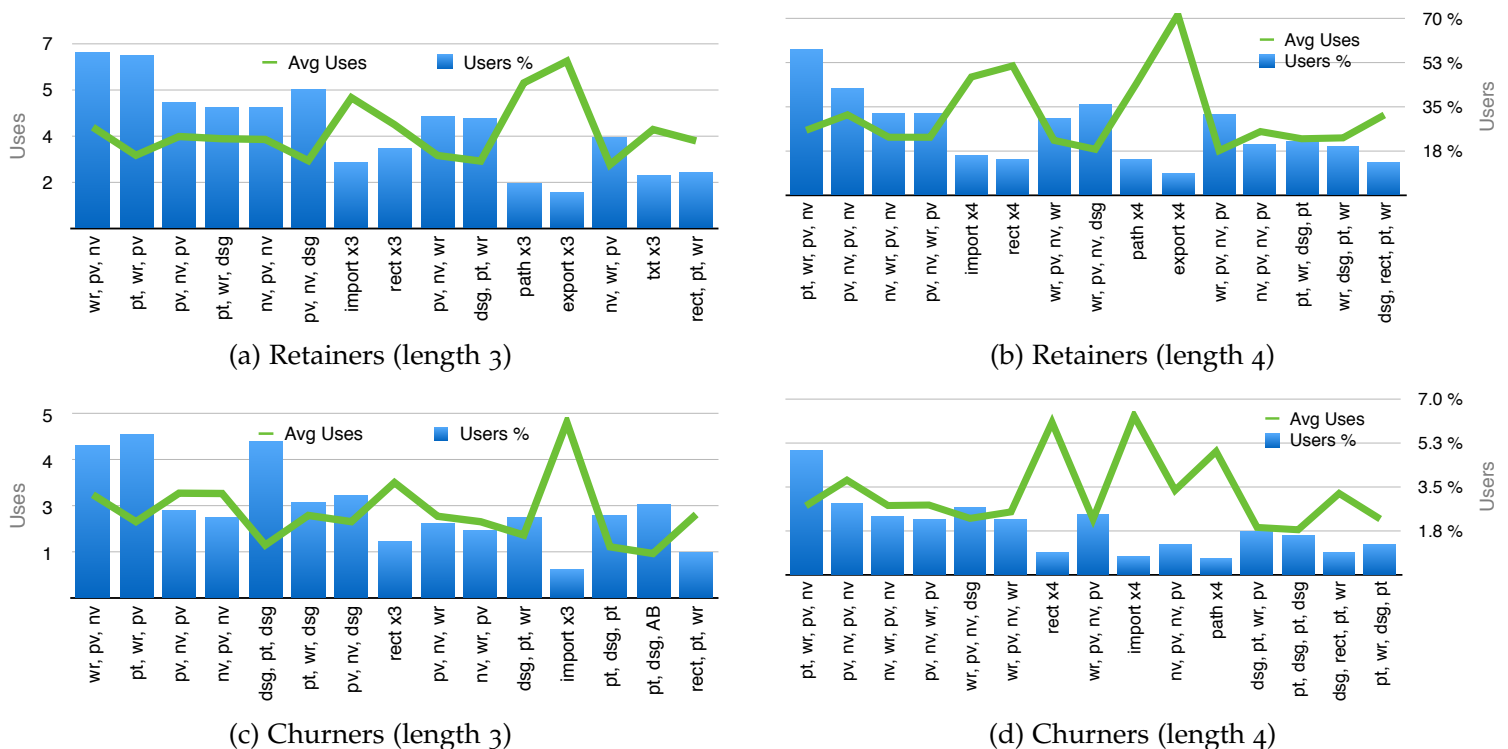 7
5
4
2
Uses
Avg Uses
Users %
wr, pv, nv
pt, wr, pv
pv, nv, pv
pt, wr, dsg
nv, pv, nv
pv, nv, dsg
import x3
rect x3
pv, nv, wr
dsg, pt, wr
path x3
export x3
nv, wr, pv
txt x3
rect, pt, wr
(a) Retainers (length 3)
70 %
53 %
35 %
18 %
Users
Avg Uses
Users %
pt, wr, pv, nv
pv, nv, pv, nv
nv, wr, pv, nv
pv, nv, wr, pv
import x4
rect x4
wr, pv, nv, wr
wr, pv, nv, dsg
path x4
export x4
wr, pv, nv, pv
nv, pv, nv, pv
pt, wr, dsg, pt
wr, dsg, pt, wr
dsg, rect, pt, wr
(b) Retainers (length 4)
5
4
3
1
Uses
Avg Uses
Users %
wr, pv, nv
pt, wr, pv
pv, nv, pv
nv, pv, nv
dsg, pt, dsg
pt, wr, dsg
pv, nv, dsg
rect x3
pv, nv, wr
nv, wr, pv
dsg, pt, wr
import x3
pt, dsg, pt
pt, dsg, AB
rect, pt, wr
(c) Churners (length 3)
7.0 %
5.3 %
3.5 %
1.8 %
Users
Avg Uses
Users %
pt, wr, pv, nv
pv, nv, pv, nv
nv, wr, pv, nv
pv, nv, wr, pv
wr, pv, nv, dsg
wr, pv, nv, wr
rect x4
wr, pv, nv, pv
import x4
nv, pv, nv, pv
path x4
dsg, pt, wr, pv
pt, dsg, pt, dsg
dsg, rect, pt, wr
pt, wr, dsg, pt
(d) Churners (length 4)